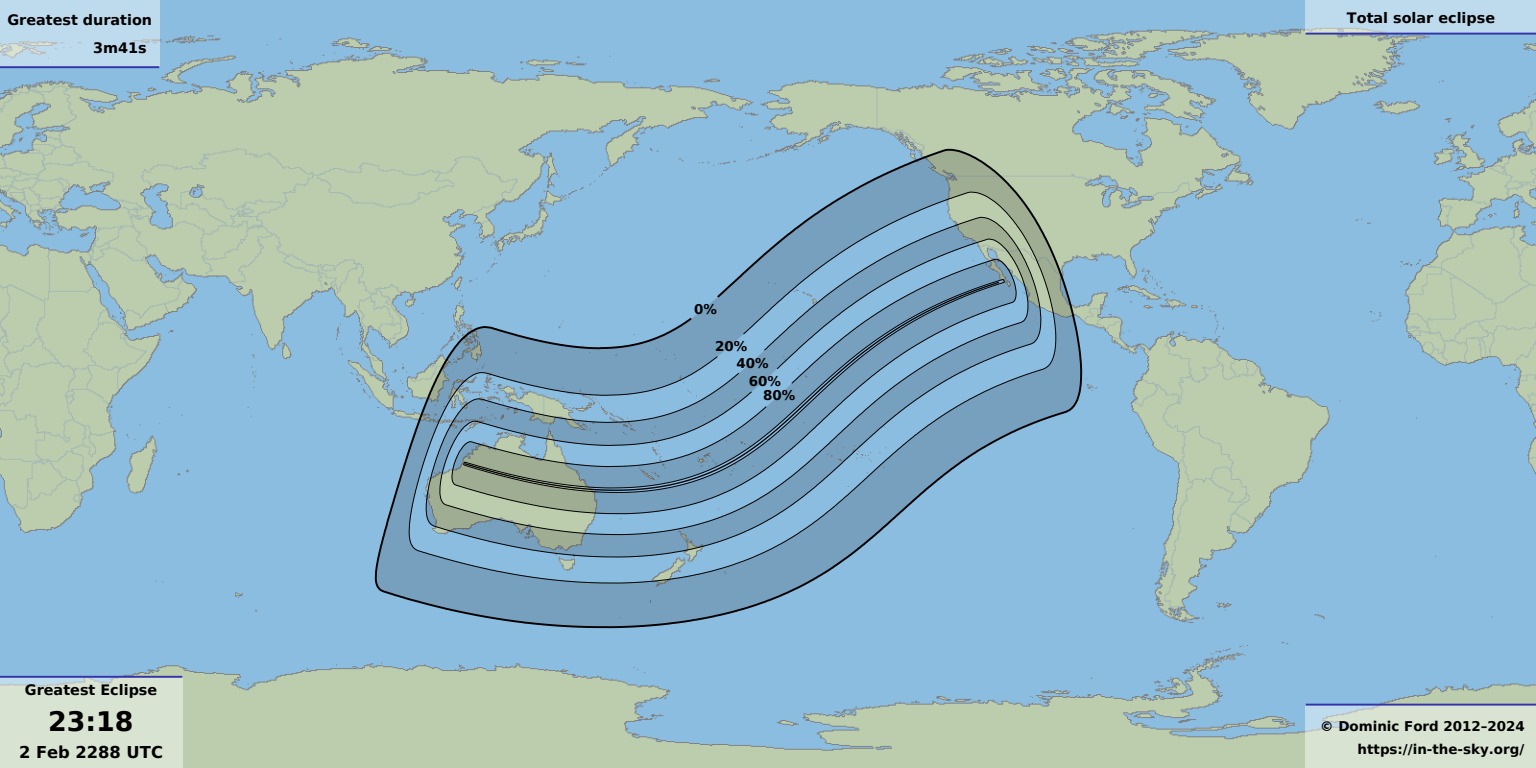 Greatest duration
3m41s
Total solar eclipse
0%
20%
40%
60%
80%
Greatest Eclipse
23:18
2 Feb 2288 UTC
© Dominic Ford 2012–2024
https://in-the-sky.org/